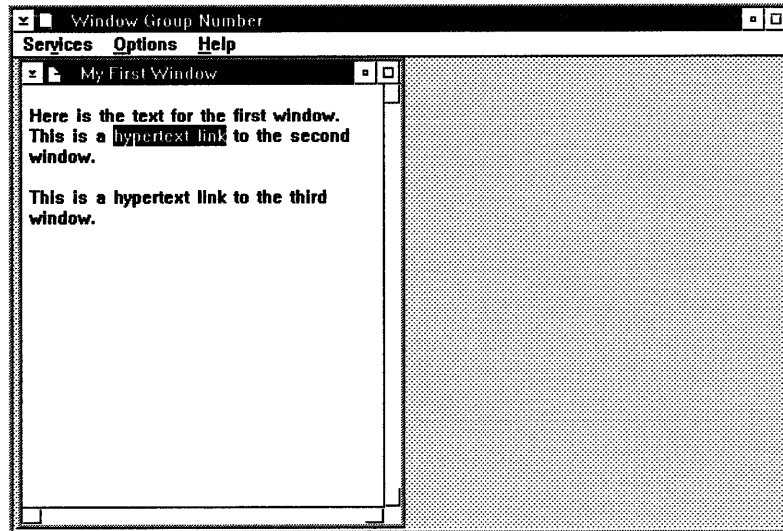 Window Group Number
Services Options Help
My First Window
Here is the text for the first window.
This is a hypertext link to the second
window.
This is a hypertext link to the third
window.